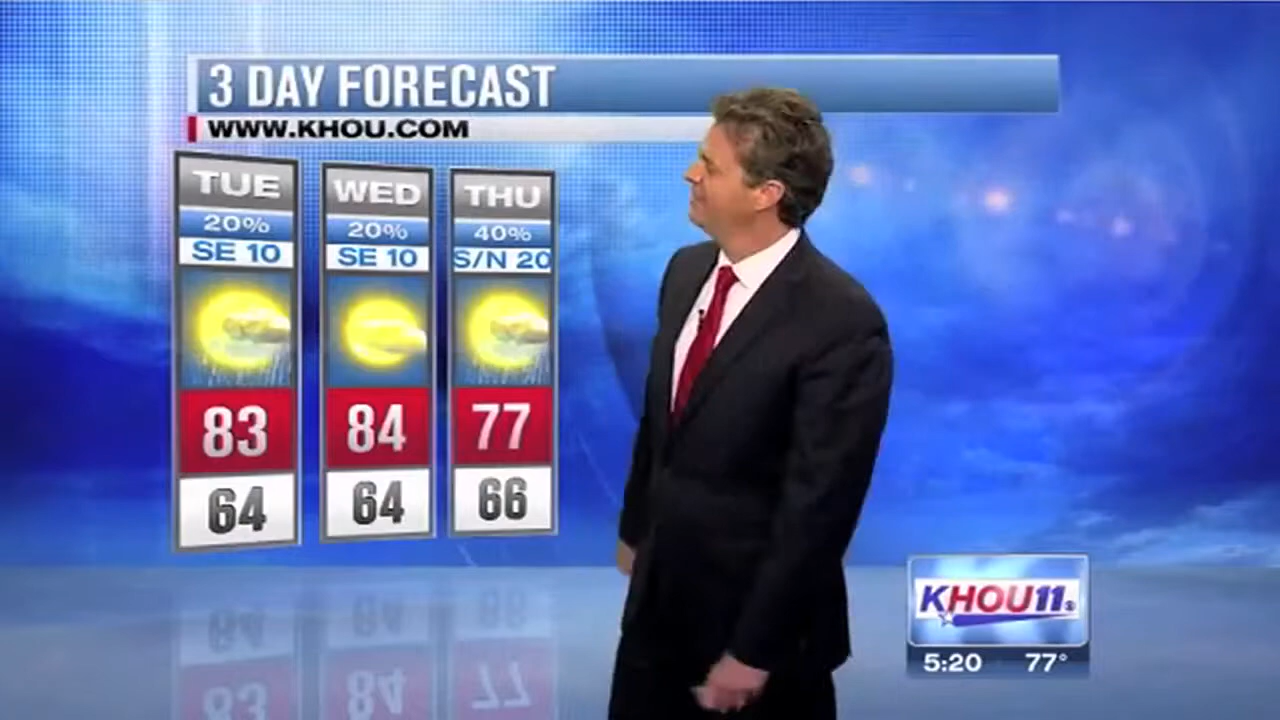 3 DAY FORECAST
WWW.KHOU.COM
TUE
20%
SE 10
83
64
WED
20%
SE 10
84
64
THU
40%
S/N 20
77
66
KHOU11
5:20 77°